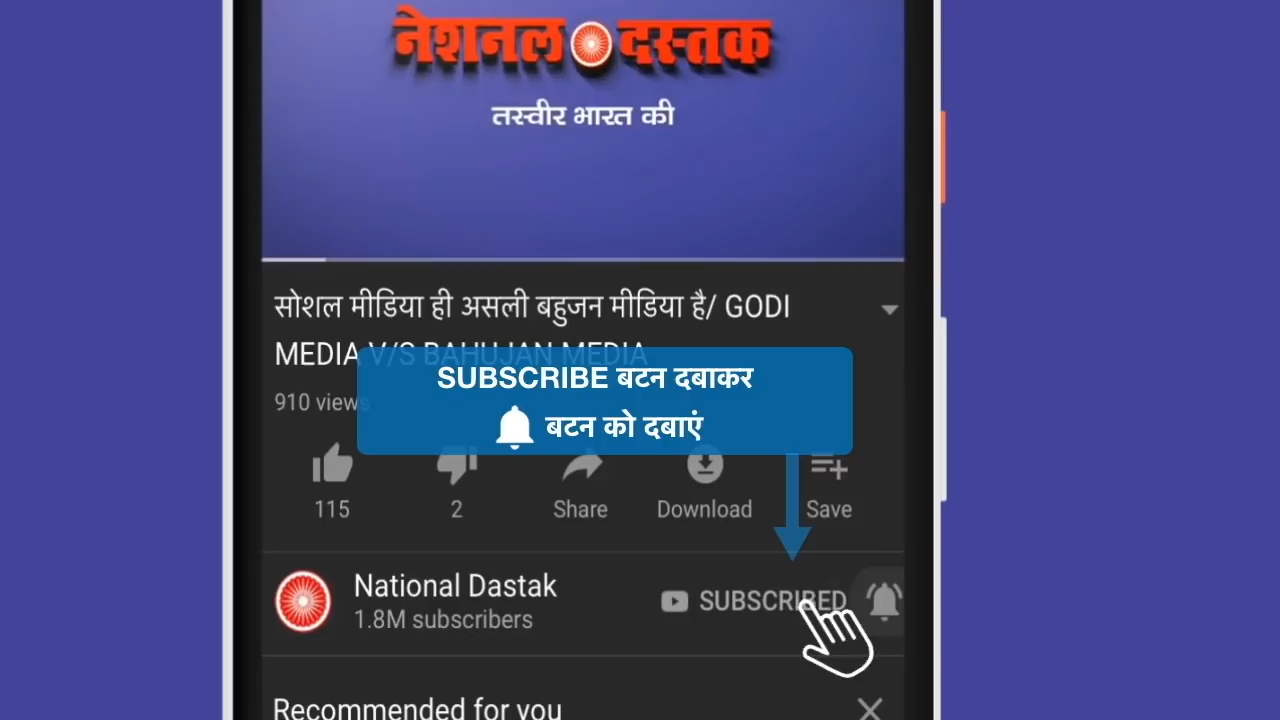 नेशनल दस्तक
तस्वीर भारत की
सोशल मीडिया ही असली बहुजन मीडिया है/ GODI
MEDIA V/S BAHUJAN MEDIA
910 views
SUBSCRIBE बटन दबाकर
बटन को दबाएं
115
2
Share
Download
Save
National Dastak
1.8M subscribers
SUBSCRIBED
Recommended for you